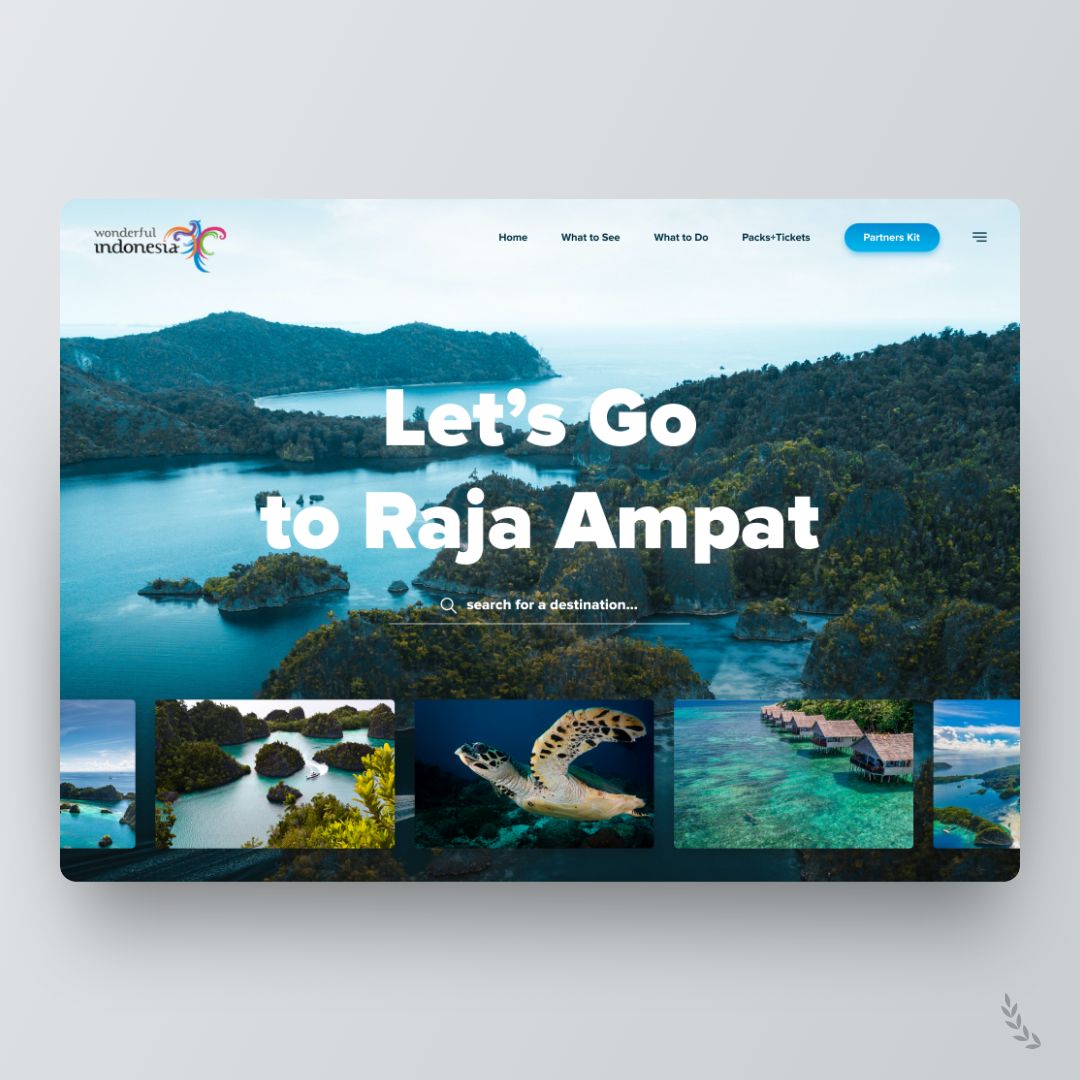 wonderful
indonesia
Home What to See What to Do Packs+Tickets Partners Kit
Let's Go
to Raja Ampat
search for a destination...